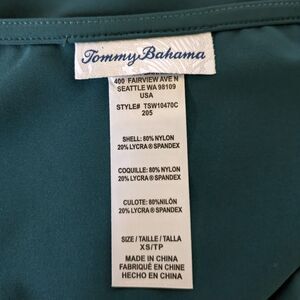 Tommy Bahama
400 FAIRVIEW AVE N
SEATTLE WA 98109
USA
STYLE# TSW10470C
205
SHELL: 80% NYLON
20% LYCRA® SPANDEX
COQUILLE: 80% NYLON
20% LYCRA® SPANDEX
CULOTE: 80%NILÓN
20% LYCRA® SPANDEX
SIZE / TAILLE / TALLA
XS/TP
MADE IN CHINA
FABRIQUÉ EN CHINE
HECHO EN CHINA